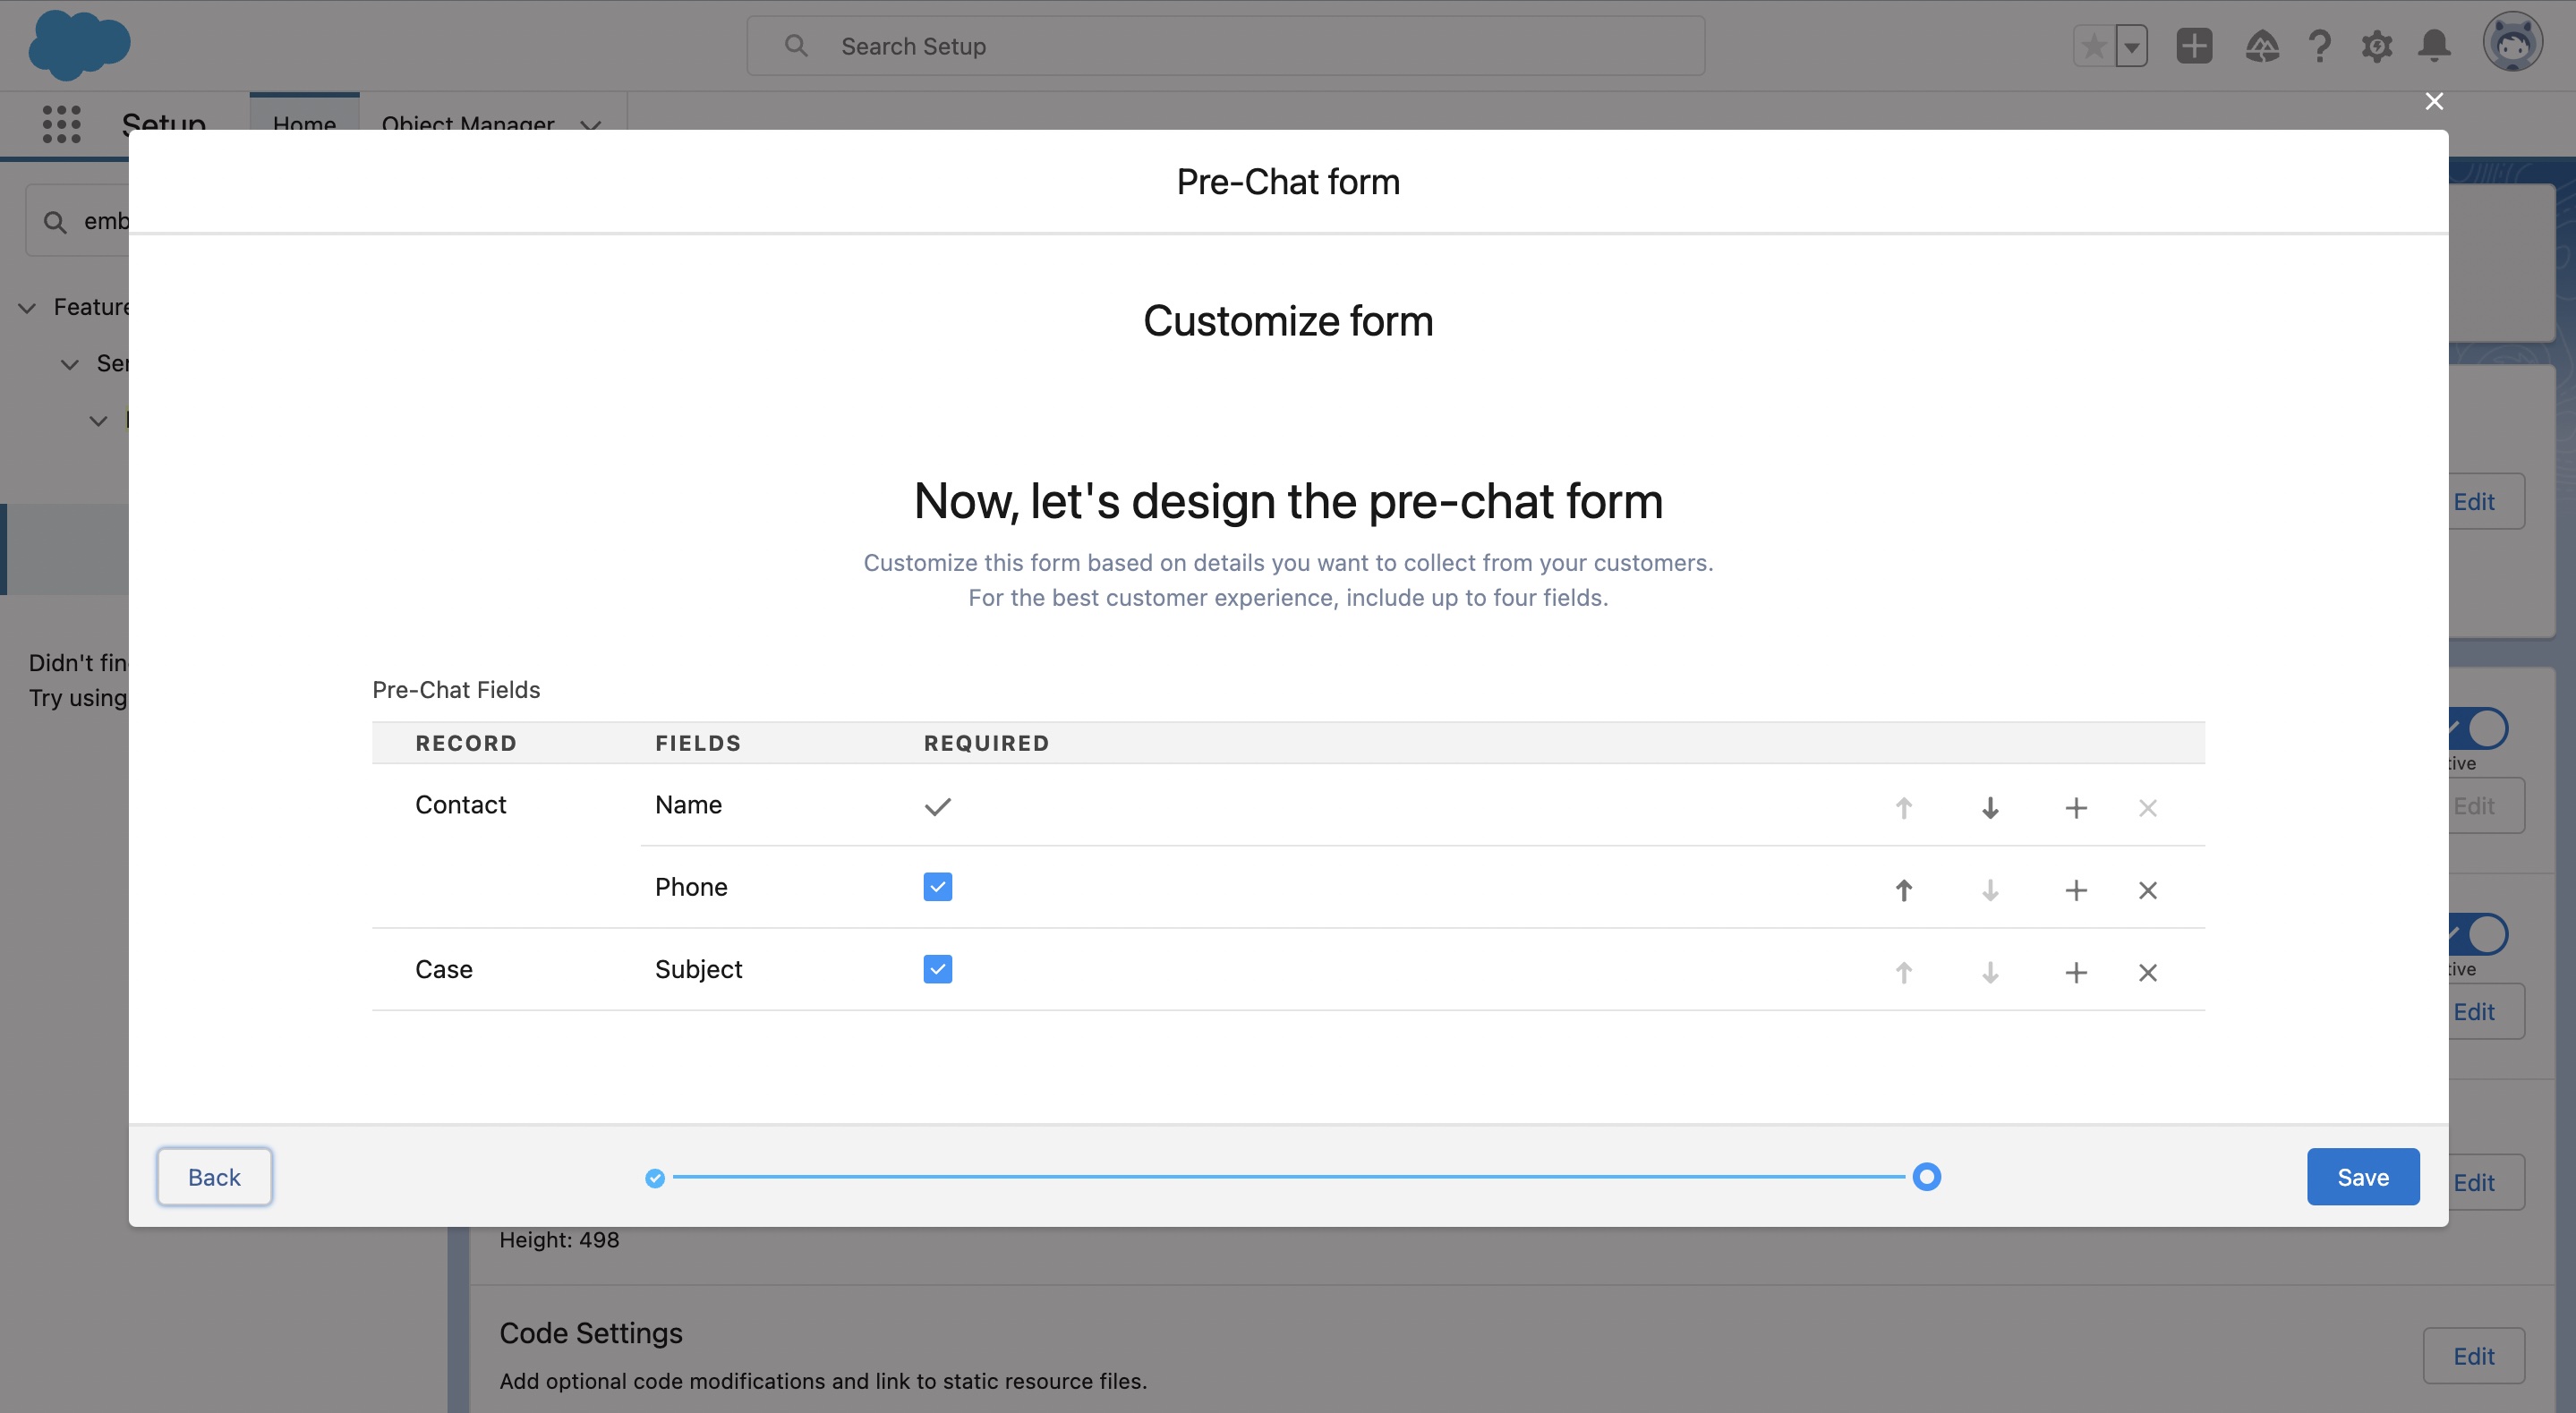 Search Setup
Setup
Home
Object Manager
emb
Pre-Chat form
Feature
Customize form
Ser
Now, let's design the pre-chat form
Edit
Customize this form based on details you want to collect from your customers.
For the best customer experience, include up to four fields.
Didn't fin
Try using
Pre-Chat Fields
RECORD FIELDS REQUIRED
tive
Contact Name
Edit
Phone
Case Subject
tive
Edit
Back
Save
Edit
Height: 498
Code Settings
Edit
Add optional code modifications and link to static resource files.